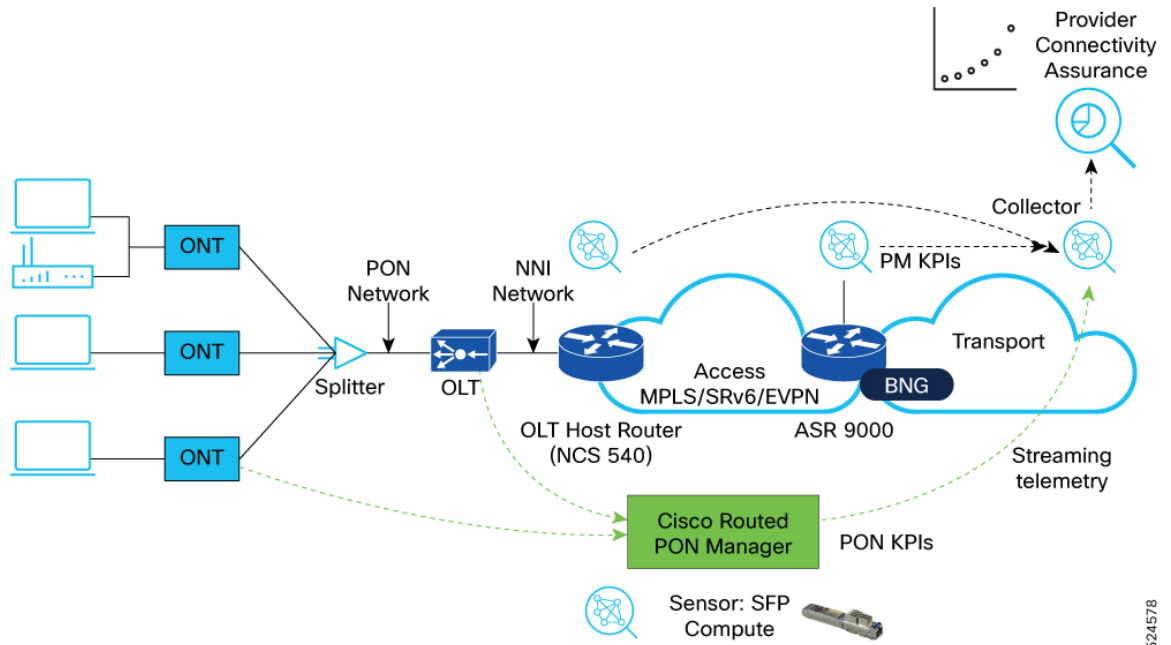 Provider
Connectivity
Assurance
Collector
PM KPIs
ONT
PON
Network
NNI
Network
ONT
Splitter
OLT
Access
MPLS/SRv6/EVPN
Transport
BNG
OLT Host Router
(NCS 540)
ASR 9000
ONT
Streaming
telemetry
Cisco Routed
PON Manager
PON KPIs
Sensor: SFP
Compute
524578